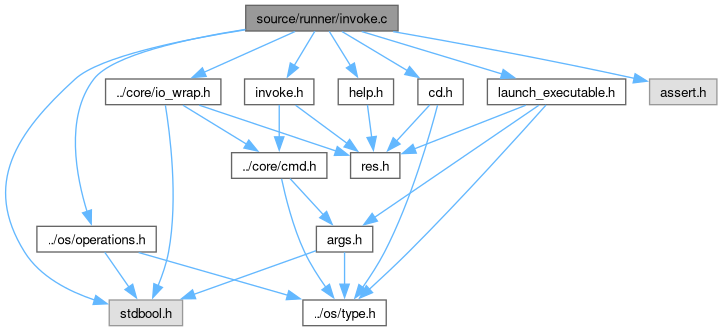 source/runner/invoke.c
../core/io_wrap.h
invoke.h
help.h
cd.h
launch_executable.h
assert.h
../core/cmd.h
res.h
../os/operations.h
args.h
stdbool.h
../os/type.h